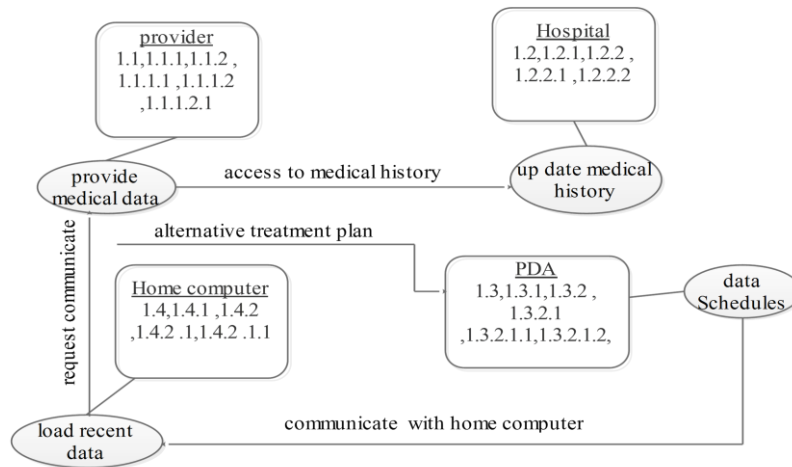 provider
1.1,1.1.1,1.1.2 ,
1.1.1.1 ,1.1.1.2
,1.1.1.2.1
Hospital
1.2,1.2.1,1.2.2 ,
1.2.2.1 ,1.2.2.2
provide
medical data
access to medical history
up date medical
history
request communicate
alternative treatment plan
Home computer
1.4,1.4.1 ,1.4.2
,1.4.2 .1,1.4.2 .1.1
PDA
1.3,1.3.1,1.3.2 ,
1.3.2.1
,1.3.2.1.1,1.3.2.1.2,
data
Schedules
load recent
data
communicate with home computer